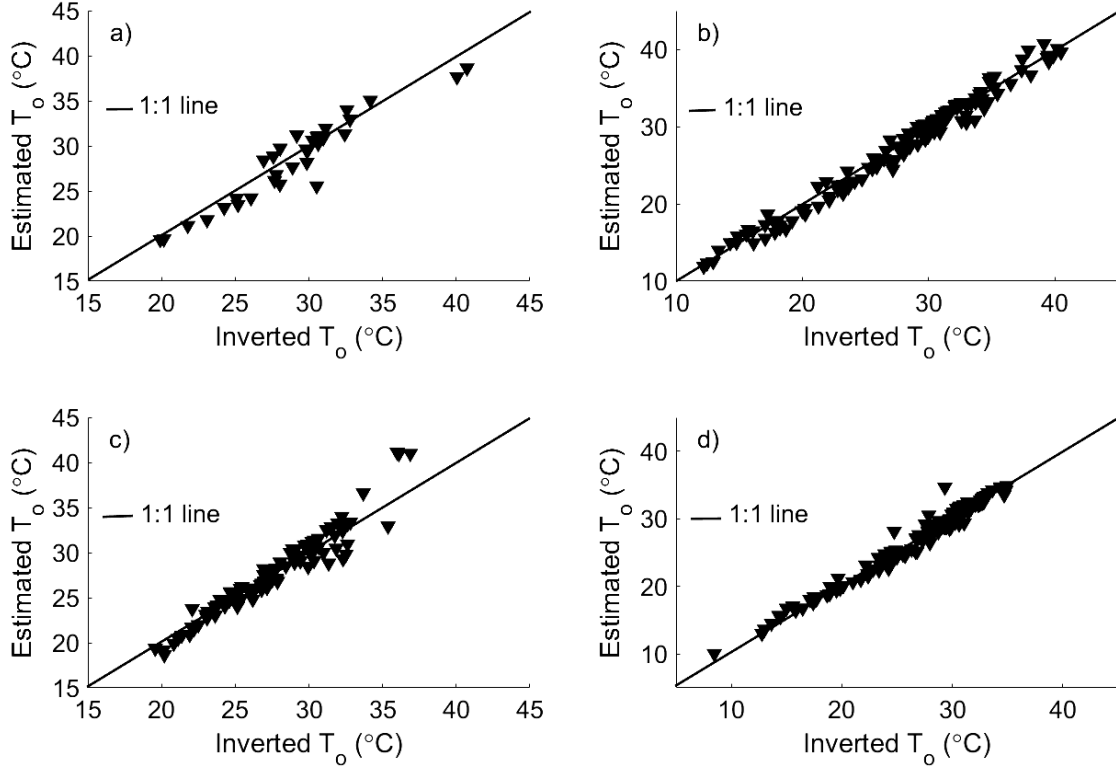 a)
1:1 line
Estimated T_o (°C)
45
40
35
30
25
20
15
15 20 25 30 35 40 45
Inverted T_o (°C)
b)
1:1 line
Estimated T_o (°C)
40
30
20
10
10 20 30 40
Inverted T_o (°C)
c)
1:1 line
Estimated T_o (°C)
45
40
35
30
25
20
15
15 20 25 30 35 40 45
Inverted T_o (°C)
d)
1:1 line
Estimated T_o (°C)
40
30
20
10
10 20 30 40
Inverted T_o (°C)